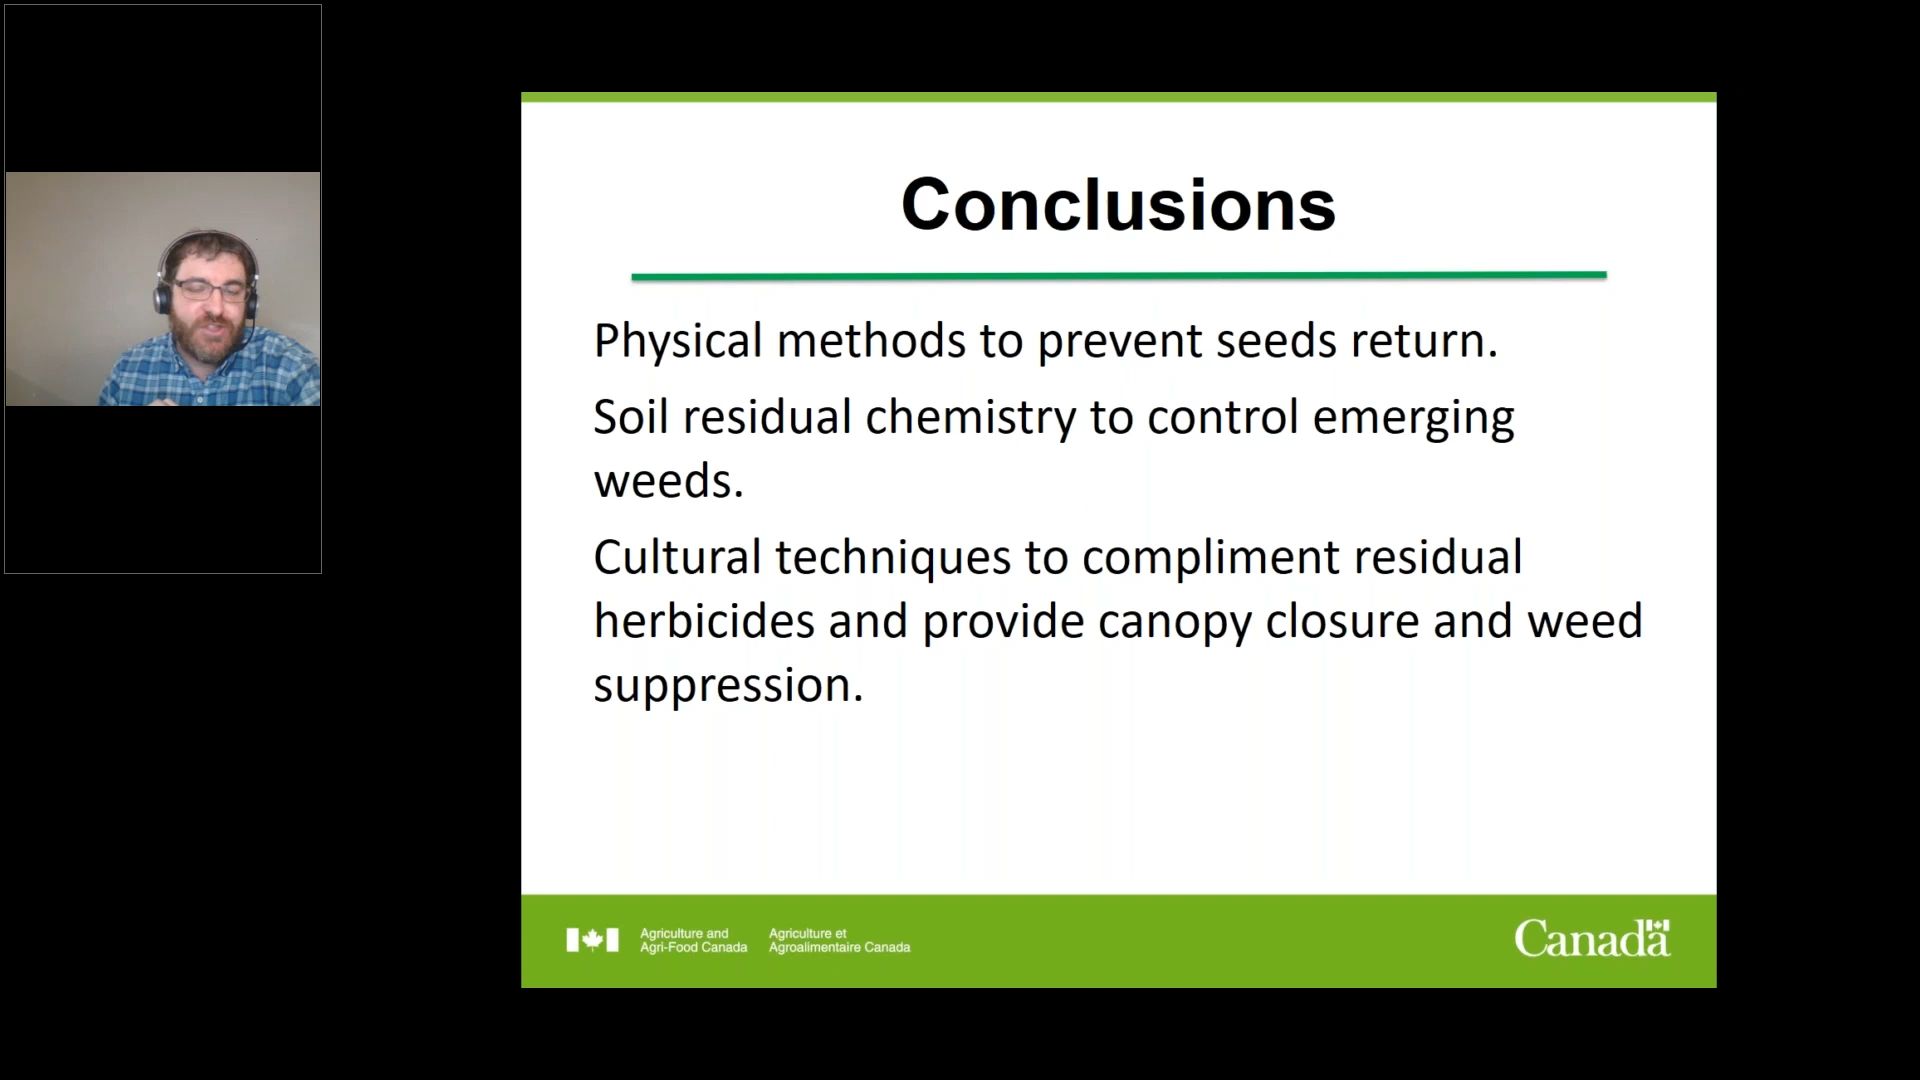 Conclusions
Physical methods to prevent seeds return.
Soil residual chemistry to control emerging
weeds.
Cultural techniques to compliment residual
herbicides and provide canopy closure and weed
suppression.
Agriculture and
Agri-Food Canada
Agriculture et
Agroalimentaire Canada
Canada